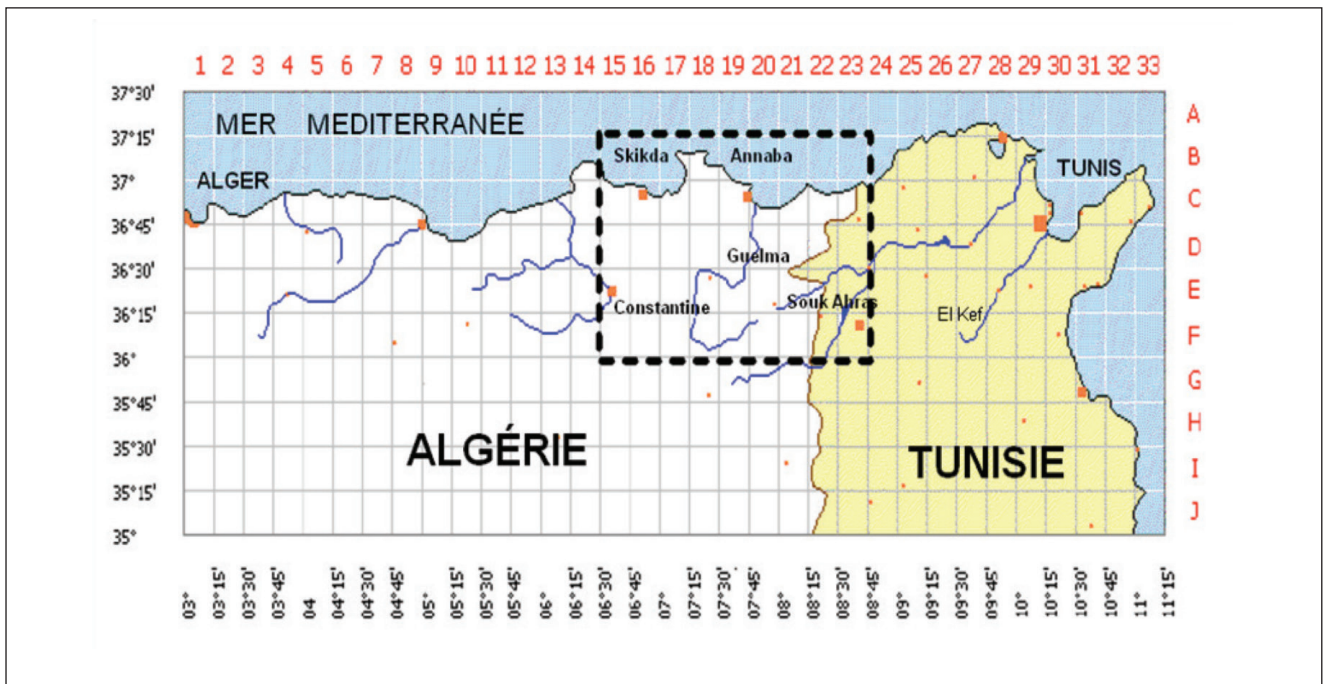 1 2 3 4 5 6 7 8 9 10 11 12 13 14 15 16 17 18 19 20 21 22 23 24 25 26 27 28 29 30 31 32 33
37°30'
A
MER MEDITERRANÉE
37°15'
Skikda Annaba
B
37°
ALGER
TUNIS
C
36°45'
Guelma
D
36°30'
E
Constantine
Souk Ahras
36°15'
El Kef
F
36°
G
35°45'
H
ALGÉRIE
TUNISIE
35°30'
I
35°15'
J
35°
03° 03°15' 03°30' 03°45' 04 04°15' 04°30' 04°45' 05° 05°15' 05°30' 05°45' 06° 06°15' 06°30' 06°45' 07° 07°15' 07°30' 07°45' 08° 08°15' 08°30' 08°45' 09° 09°15' 09°30' 09°45' 10° 10°15' 10°30' 10°45' 11° 11°15'